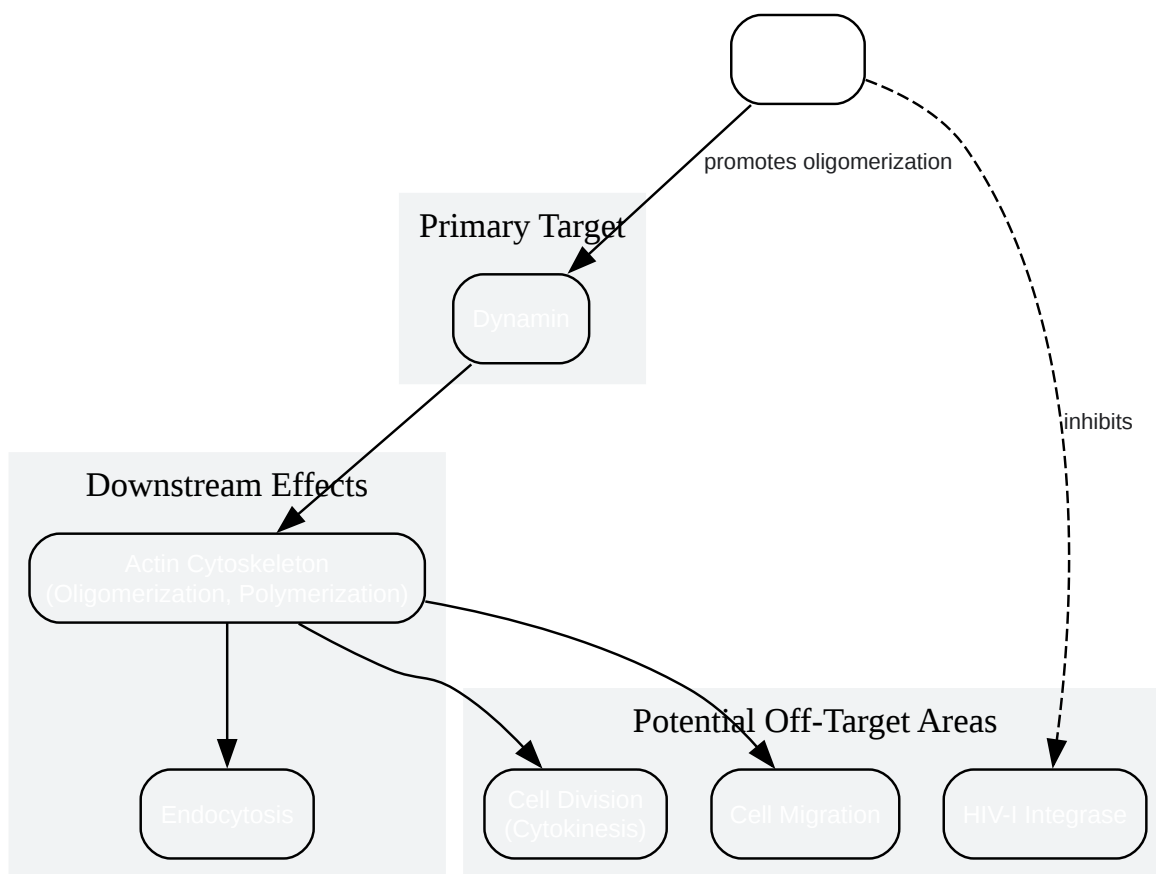 promotes oligomerization
Primary Target
Dynamin
inhibits
Downstream Effects
Actin Cytoskeleton
(Oligomerization, Polymerization)
Potential Off-Target Areas
Endocytosis
Cell Division
(Cytokinesis)
Cell Migration
HIV-I Integrase